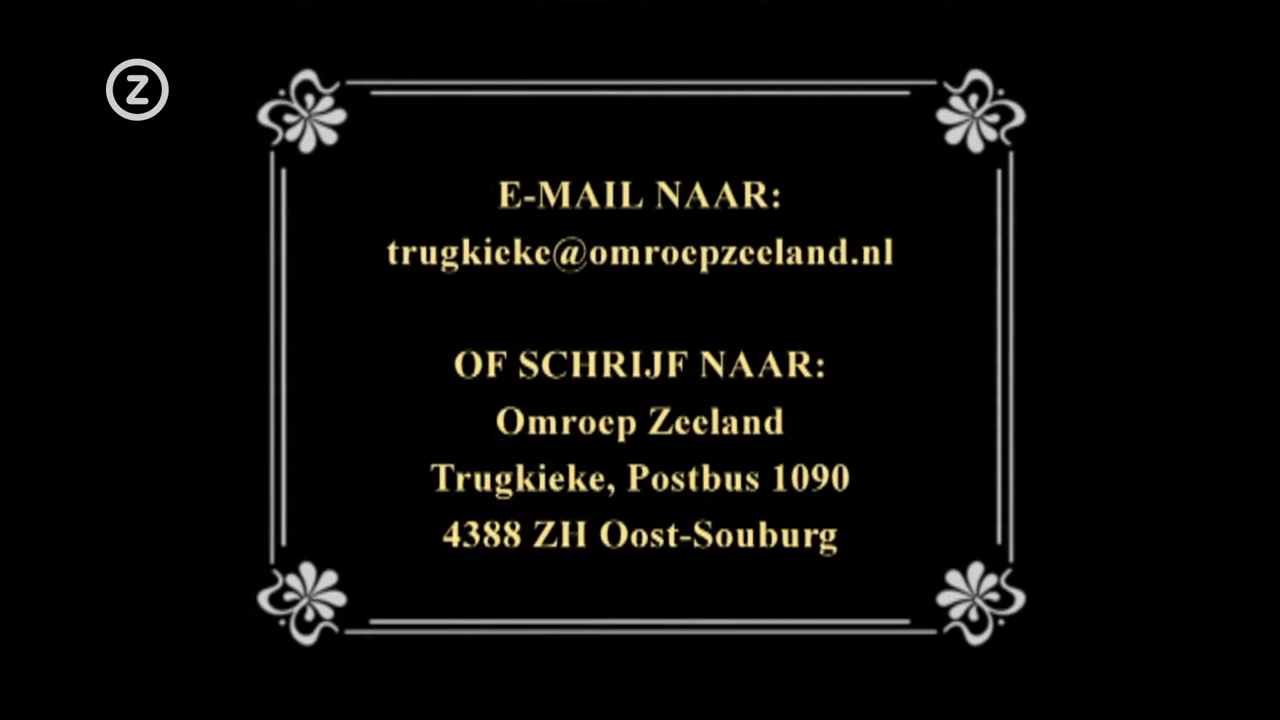 Z
E-MAIL NAAR:
trugkieke@omroepzeeland.nl
OF SCHRIJF NAAR:
Omroep Zeeland
Trugkieke, Postbus 1090
4388 ZH Oost-Souburg